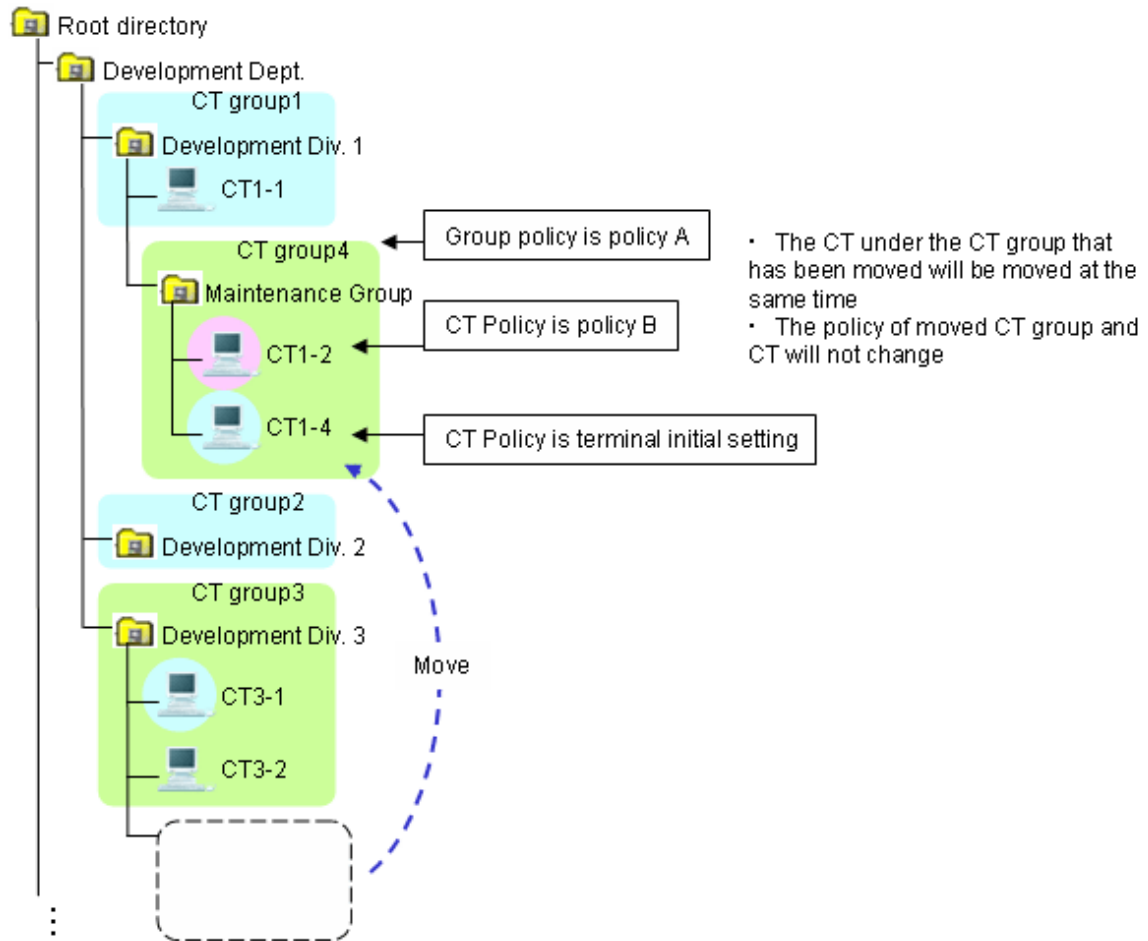 Root directory
Development Dept.
CT group1
Development Div. 1
CT1-1
CT group4
Group policy is policy A
Maintenance Group
CT1-2
CT Policy is policy B
CT1-4
CT Policy is terminal initial setting
• The CT under the CT group that
has been moved will be moved at the
same time
• The policy of moved CT group and
CT will not change
CT group2
Development Div. 2
CT group3
Development Div. 3
CT3-1
Move
CT3-2